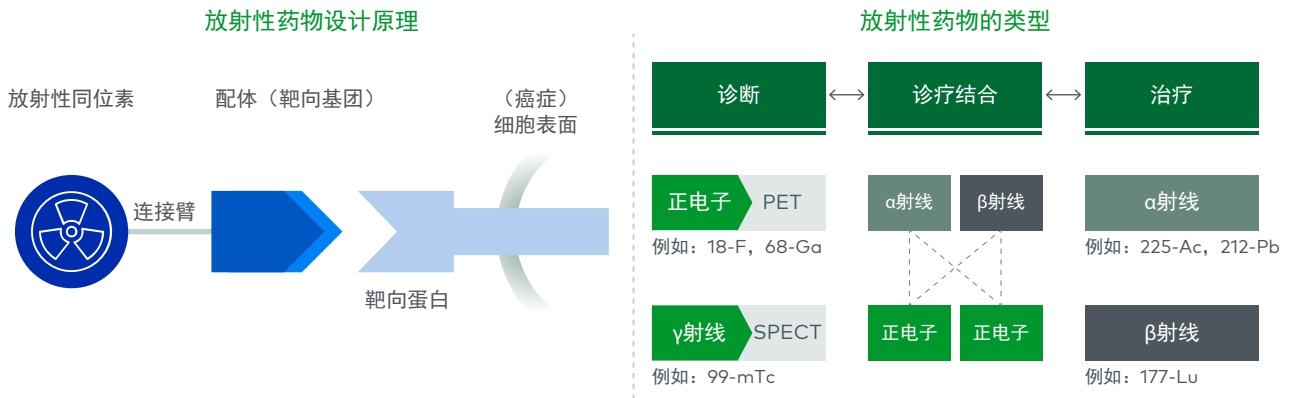 放射性药物设计原理
放射性同位素
配体（靶向基团）
（癌症）
细胞表面
连接臂
靶向蛋白
放射性药物的类型
诊断
诊疗结合
治疗
正电子
PET
例如：18-F，68-Ga
γ射线
SPECT
例如：99-mTc
α射线
β射线
正电子
正电子
α射线
例如：225-Ac，212-Pb
β射线
例如：177-Lu